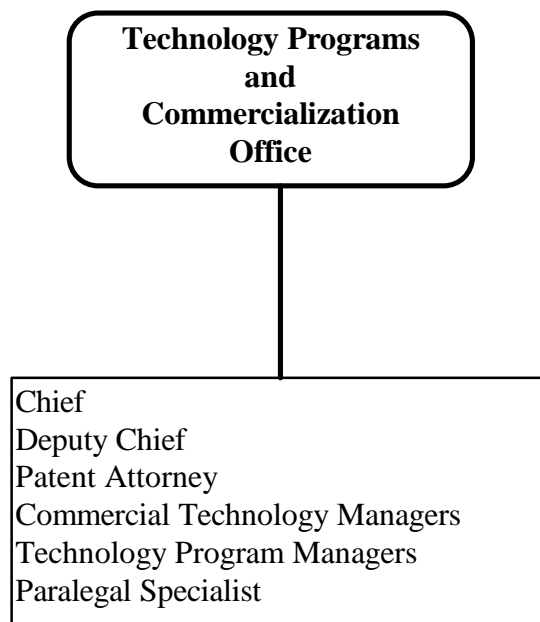 Technology Programs
and
Commercialization
Office
Chief
Deputy Chief
Patent Attorney
Commercial Technology Managers
Technology Program Managers
Paralegal Specialist